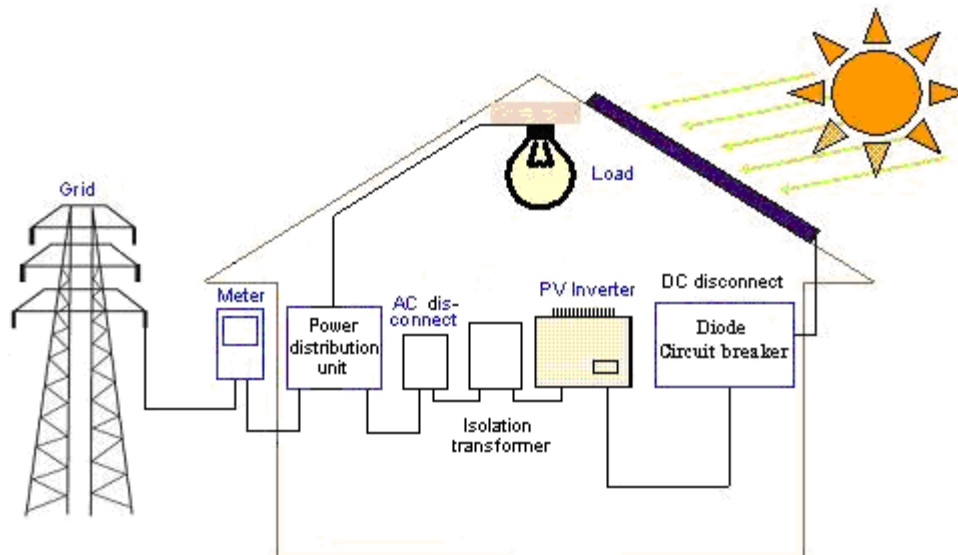 Grid
Load
Meter
Power
distribution
unit
AC dis-
connect
Isolation
transformer
PV Inverter
DC disconnect
Diode
Circuit breaker